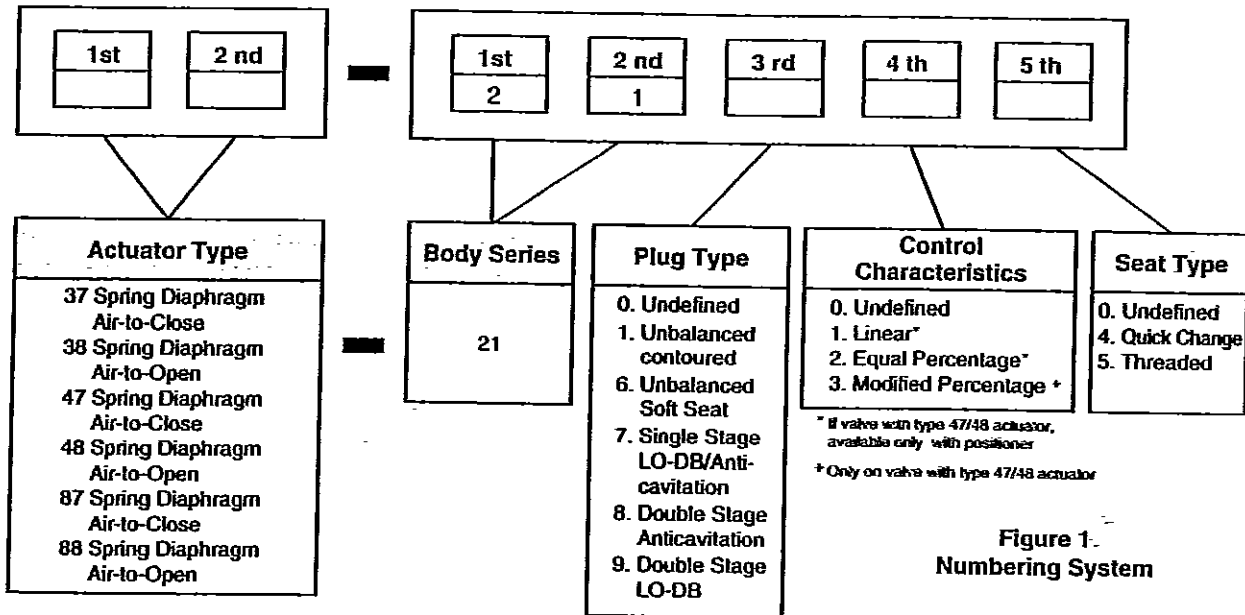 1st
2 nd
1st
2 nd
3 rd
4 th
5 th
2
1
Actuator Type
37 Spring Diaphragm
Air-to-Close
38 Spring Diaphragm
Air-to-Open
47 Spring Diaphragm
Air-to-Close
48 Spring Diaphragm
Air-to-Open
87 Spring Diaphragm
Air-to-Close
88 Spring Diaphragm
Air-to-Open
Body Series
21
Plug Type
0. Undefined
1. Unbalanced
contoured
6. Unbalanced
Soft Seat
7. Single Stage
LO-DB/Anti-
cavitation
8. Double Stage
Anticavitation
9. Double Stage
LO-DB
Control
Characteristics
0. Undefined
1. Linear*
2. Equal Percentage*
3. Modified Percentage +
* If valve with type 47/48 actuator,
available only with positioner
+ Only on valve with type 47/48 actuator
Seat Type
0. Undefined
4. Quick Change
5. Threaded
Figure 1
Numbering System